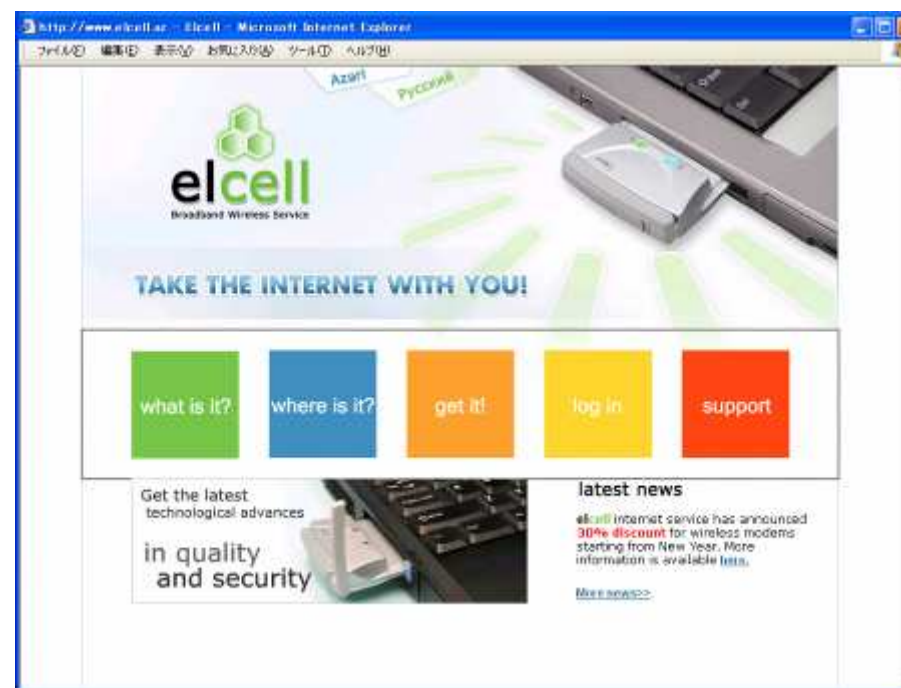 http://www.elcell.az - Elcell - Microsoft Internet Explorer
ファイル(F) 編集(E) 表示(V) お気に入り(A) ツール(T) ヘルプ(H)
Azəri
Русский
elcell
Broadband Wireless Service
TAKE THE INTERNET WITH YOU!
what is it?
where is it?
get it!
log in
support
Get the latest
technological advances
in quality
and security
latest news
elcell internet service has announced
30% discount for wireless modems
starting from New Year. More
information is available here.
More news>>